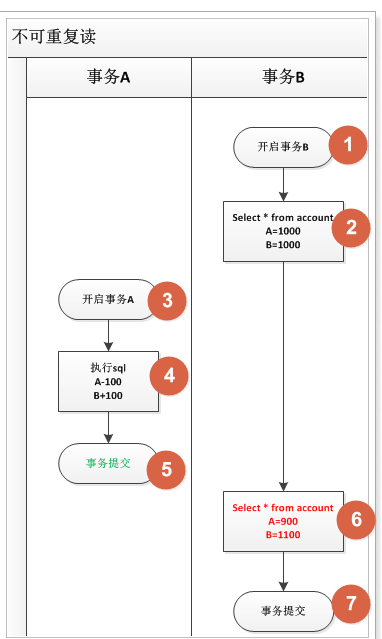 不可重复读
事务A
事务B
开启事务B
1
Select * from account
A=1000
B=1000
2
开启事务A
3
执行sql
A-100
B+100
4
事务提交
5
Select * from account
A=900
B=1100
6
事务提交
7